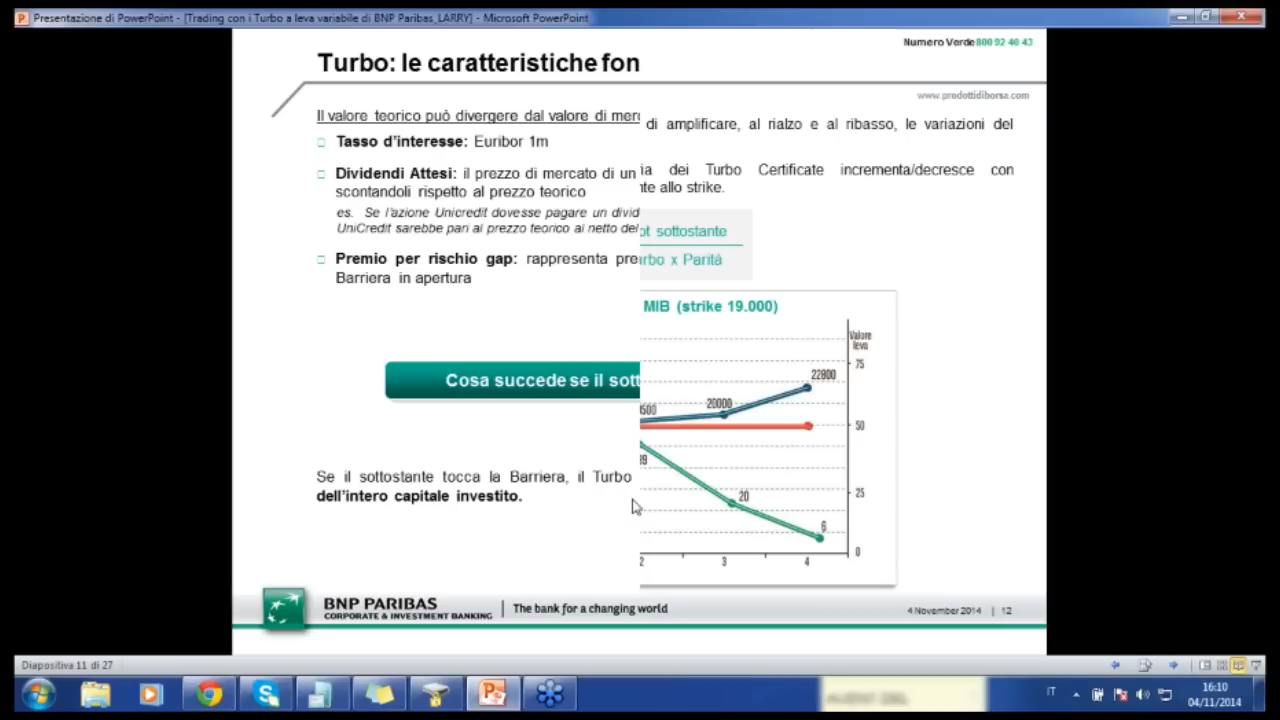 Presentazione di PowerPoint - [Trading con i Turbo a leva variabile di BNP Paribas_LARRY] - Microsoft PowerPoint
Numero Verde 800 92 40 43
Turbo: le caratteristiche fon
www.prodottidiborsa.com
Il valore teorico può divergere dal valore di mer
di amplificare, al rialzo e al ribasso, le variazioni del
Tasso d'interesse: Euribor 1m
Dividendi Attesi: il prezzo di mercato di un
dei Turbo Certificate incrementa/decresce con
scontandoli rispetto al prezzo teorico
te allo strike.
es. Se l'azione Unicredit dovesse pagare un divid
UniCredit sarebbe pari al prezzo teorico al netto del
ot sottostante
rbo x Parità
Premio per rischio gap: rappresenta pre
Barriera in apertura
MIB (strike 19.000)
Valore
leva
75
22800
Cosa succede se il sott
500
20000
50
Se il sottostante tocca la Barriera, il Turbo
dell'intero capitale investito.
25
20
6
0
2
3
4
BNP PARIBAS
CORPORATE & INVESTMENT BANKING
The bank for a changing world
4 November 2014 | 12
Diapositiva 11 di 27
IT
16:10
04/11/2014